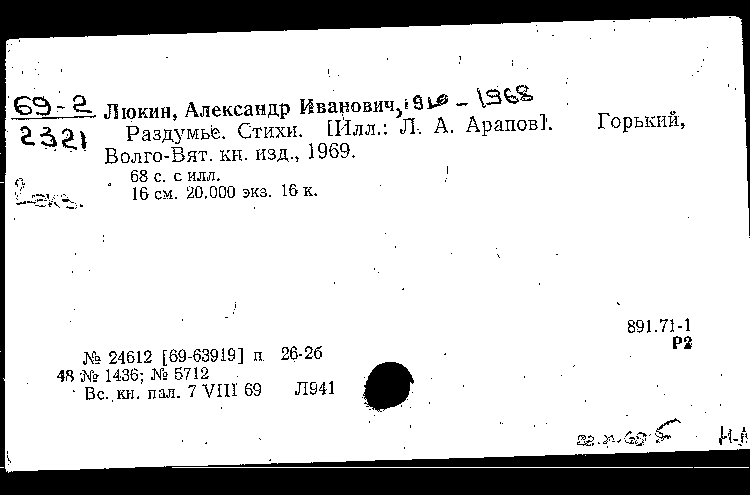 69-2 Люкин, Александр Иванович, 1910-1968
2321 Раздумье. Стихи. [Илл.: Л. А. Арапов]. Горький,
Волго-Вят. кн. изд., 1969.
68 с. с илл.
2 экз. 16 см. 20.000 экз. 16 к.
891.71-1
Р2
№ 24612 [69-63919] п 26-26
48 № 1436; № 5712
Вс. кн. пал. 7 VIII 69 Л941